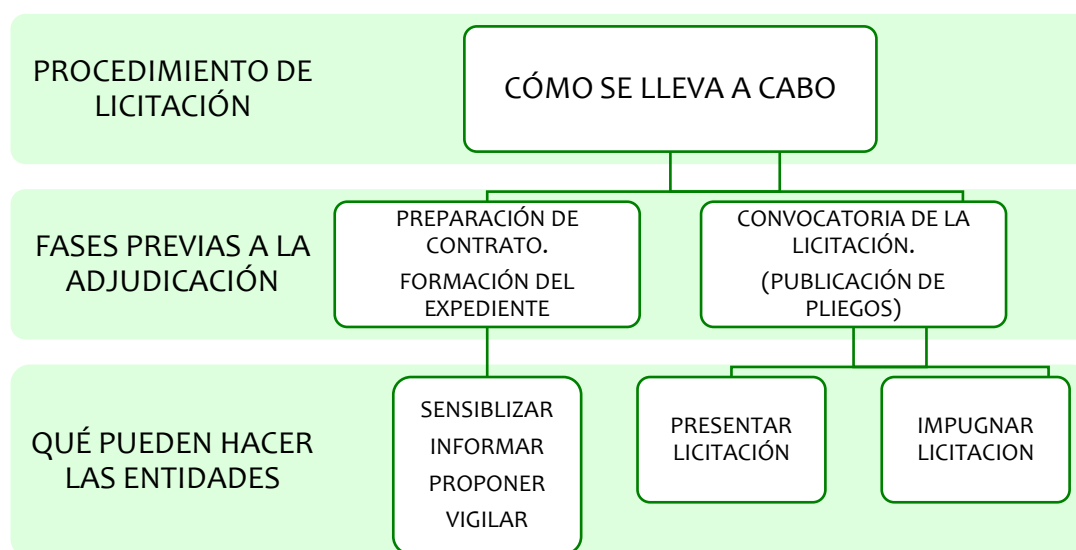 PROCEDIMIENTO DE
LICITACIÓN
CÓMO SE LLEVA A CABO
FASES PREVIAS A LA
ADJUDICACIÓN
PREPARACIÓN DE
CONTRATO.
FORMACIÓN DEL
EXPEDIENTE
CONVOCATORIA DE LA
LICITACIÓN.
(PUBLICACIÓN DE
PLIEGOS)
QUÉ PUEDEN HACER
LAS ENTIDADES
SENSIBLIZAR
INFORMAR
PROPONER
VIGILAR
PRESENTAR
LICITACIÓN
IMPUGNAR
LICITACION